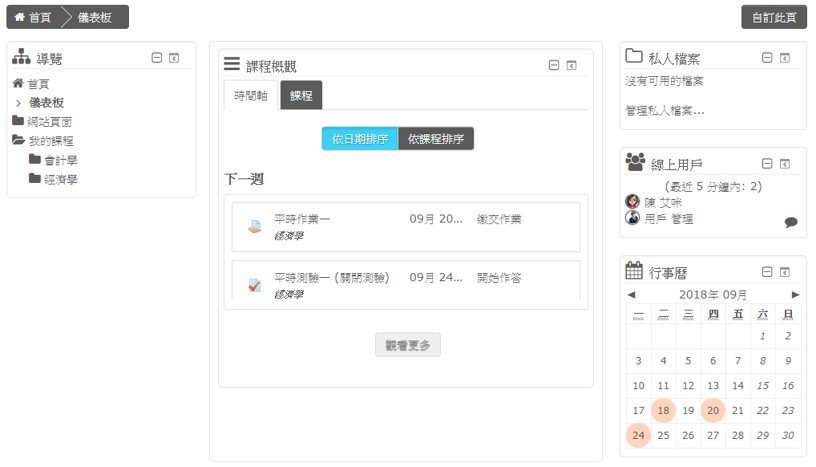 首頁 儀表板
自訂此頁
導覽
首頁
儀表板
網站頁面
我的課程
會計學
經濟學
課程概觀
時間軸 課程
依日期排序 依課程排序
下一週
平時作業一 09月 20... 繳交作業
經濟學
平時測驗一 (關閉測驗) 09月 24... 開始作答
經濟學
觀看更多
私人檔案
沒有可用的檔案
管理私人檔案...
線上用戶
(最近 5 分鐘內: 2)
陳 艾咪
用戶 管理
行事曆
◀ 2018年 09月 ▶
一 二 三 四 五 六 日
1 2
3 4 5 6 7 8 9
10 11 12 13 14 15 16
17 18 19 20 21 22 23
24 25 26 27 28 29 30